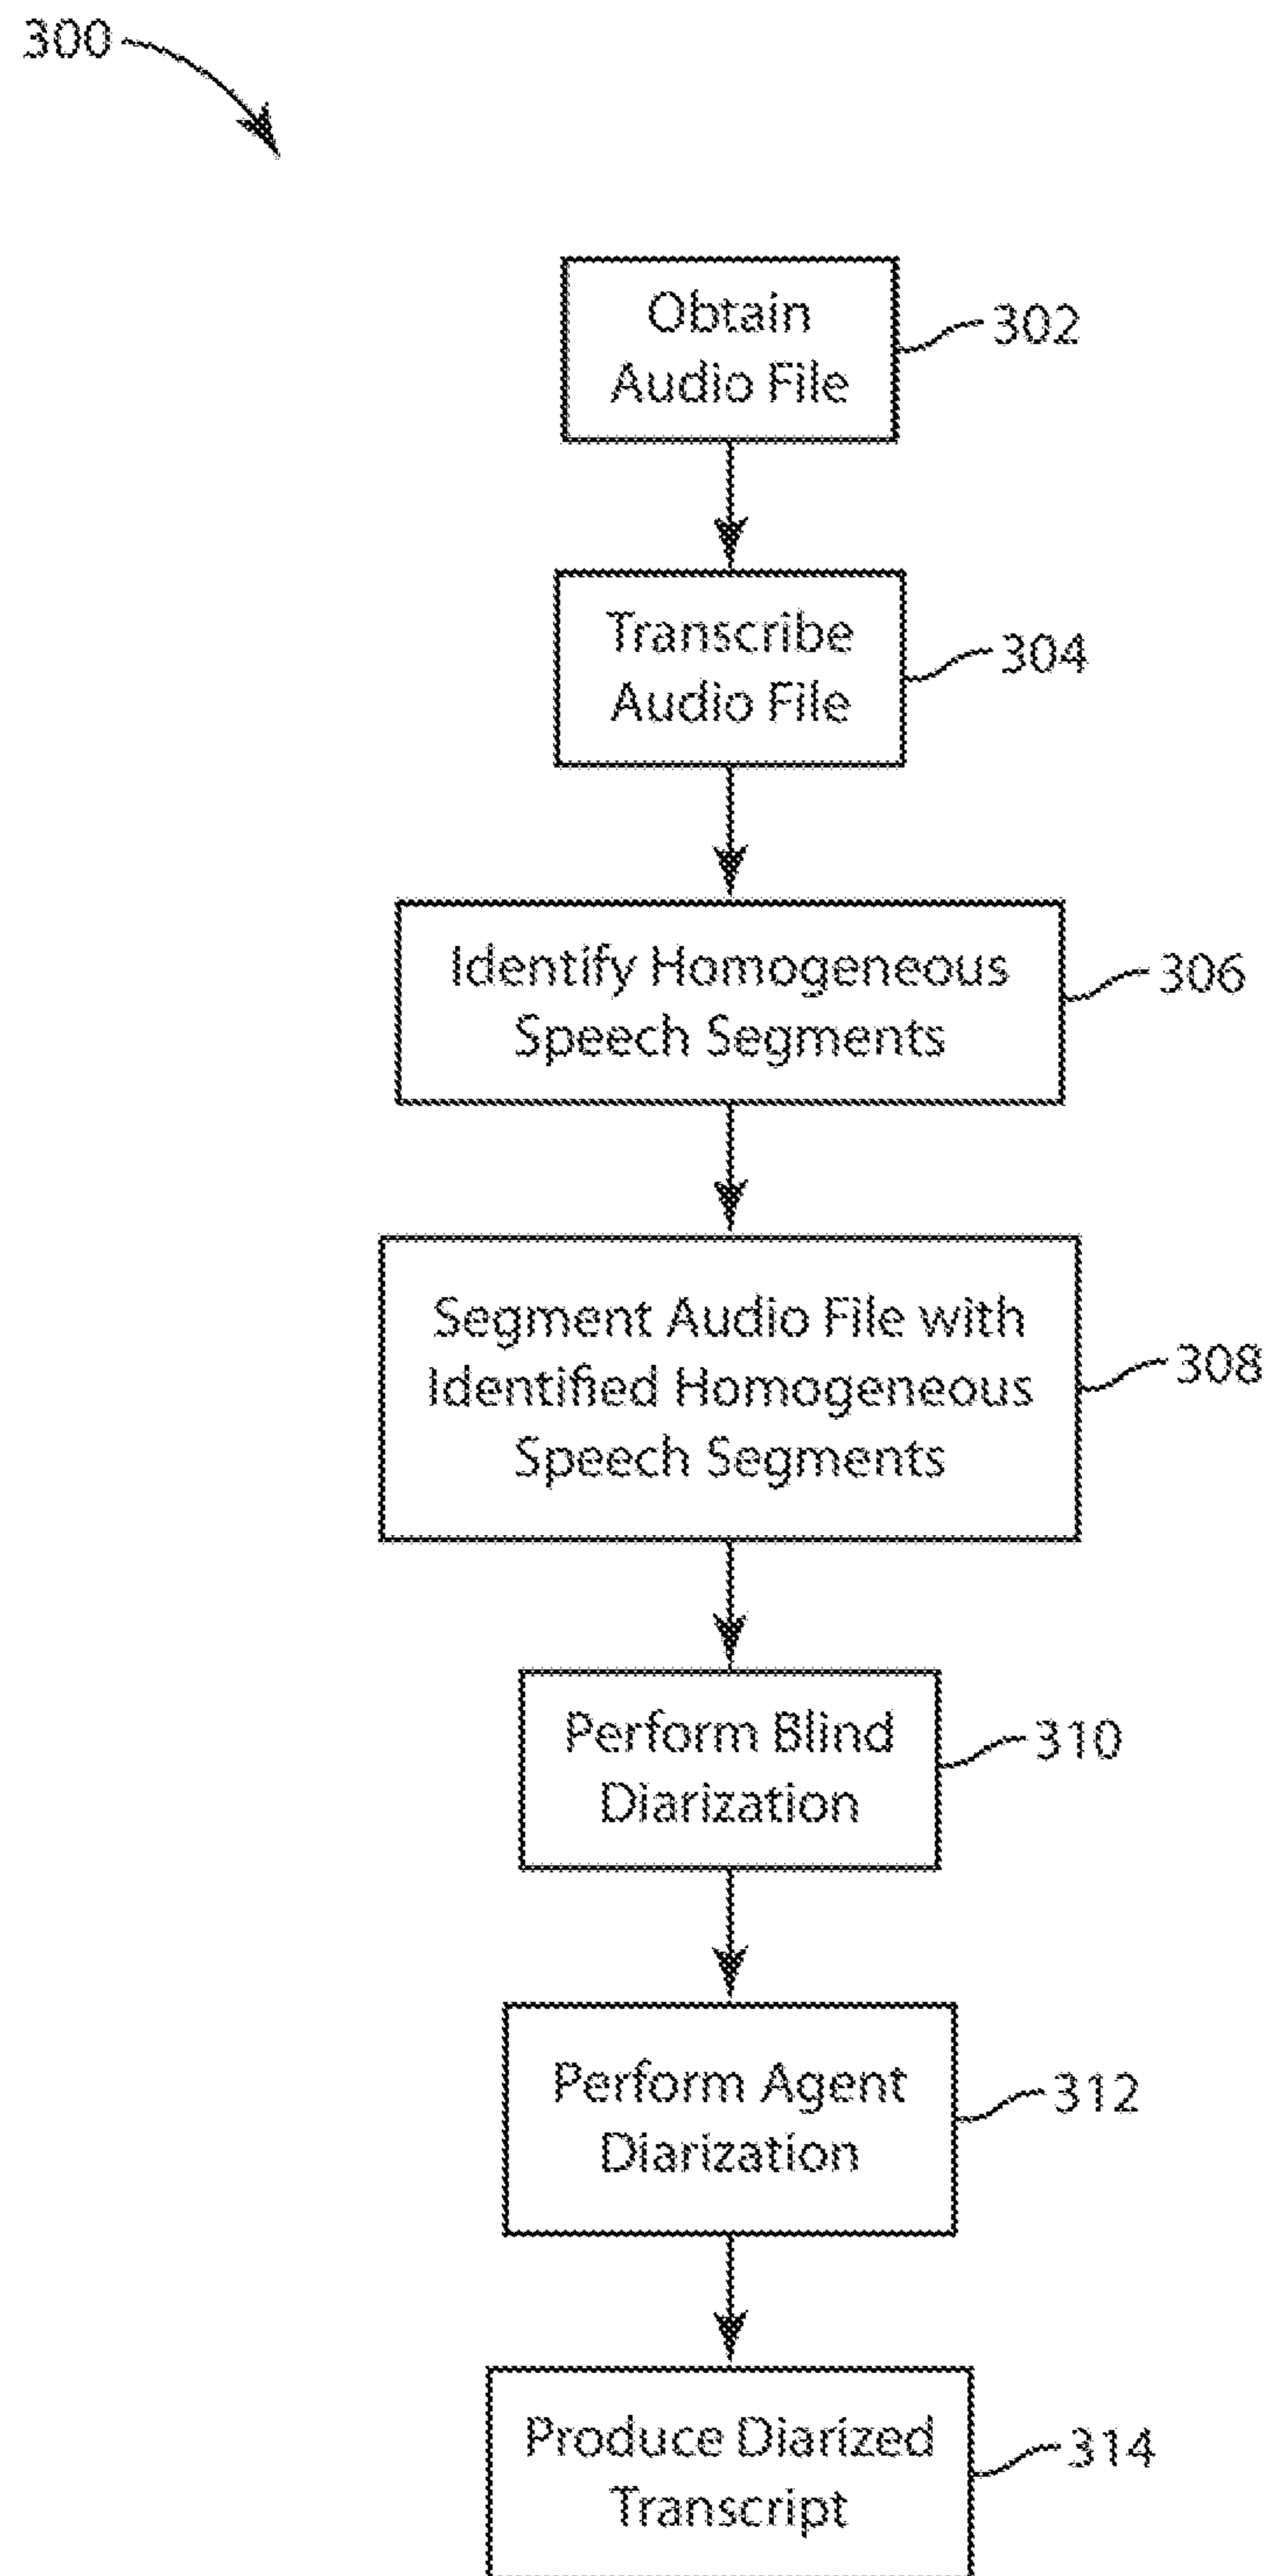 300
Obtain
Audio File
302
Transcribe
Audio File
304
Identify Homogeneous
Speech Segments
306
Segment Audio File with
Identified Homogeneous
Speech Segments
308
Perform Blind
Diarization
310
Perform Agent
Diarization
312
Produce Diarized
Transcript
314